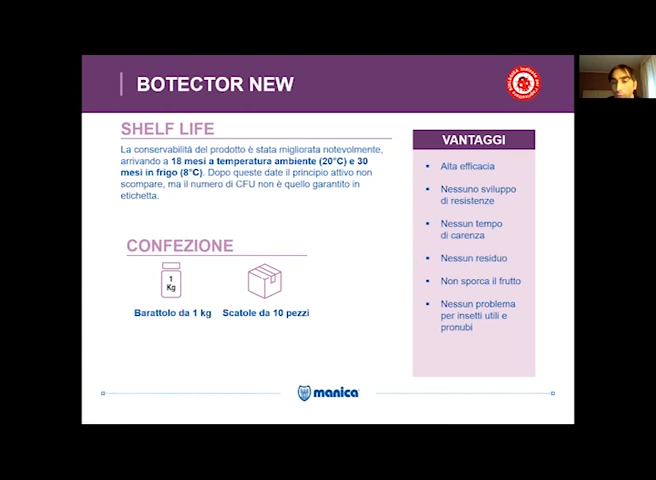 BOTECTOR NEW
SHELF LIFE
La conservabilità del prodotto è stata migliorata notevolmente,
arrivando a 18 mesi a temperatura ambiente (20°C) e 30
mesi in frigo (8°C). Dopo queste date il principio attivo non
scompare, ma il numero di CFU non è quello garantito in
etichetta.
CONFEZIONE
1
Kg
Barattolo da 1 kg
Scatole da 10 pezzi
VANTAGGI
• Alta efficacia
• Nessuno sviluppo
di resistenze
• Nessun tempo
di carenza
• Nessun residuo
• Non sporca il frutto
• Nessun problema
per insetti utili e
pronubi
manica